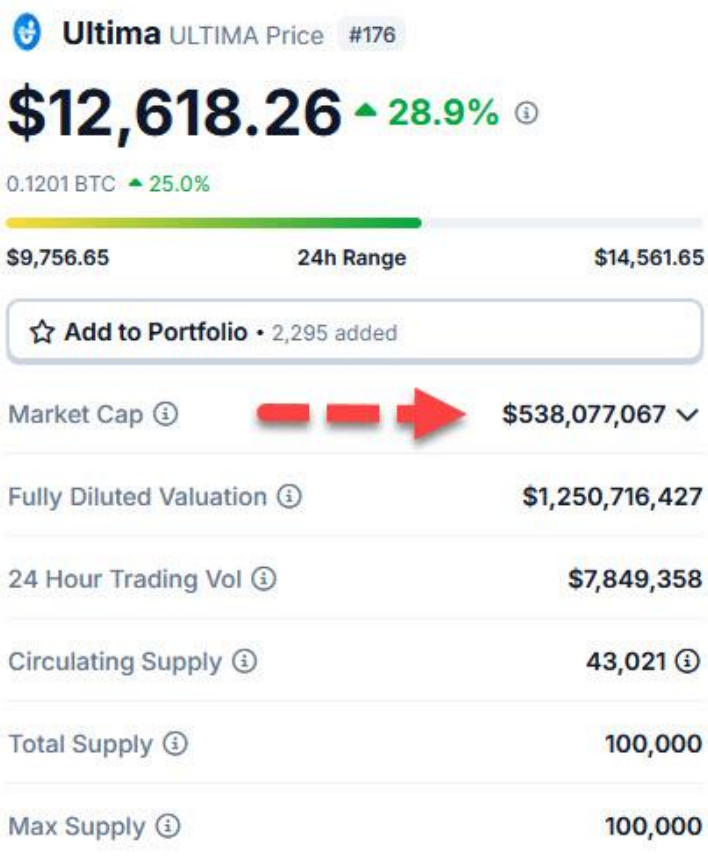 Ultima ULTIMA Price #176
$12,618.26 ▲ 28.9%
0.1201 BTC ▲ 25.0%
$9,756.65 24h Range $14,561.65
Add to Portfolio • 2,295 added
Market Cap $538,077,067
Fully Diluted Valuation $1,250,716,427
24 Hour Trading Vol $7,849,358
Circulating Supply 43,021
Total Supply 100,000
Max Supply 100,000